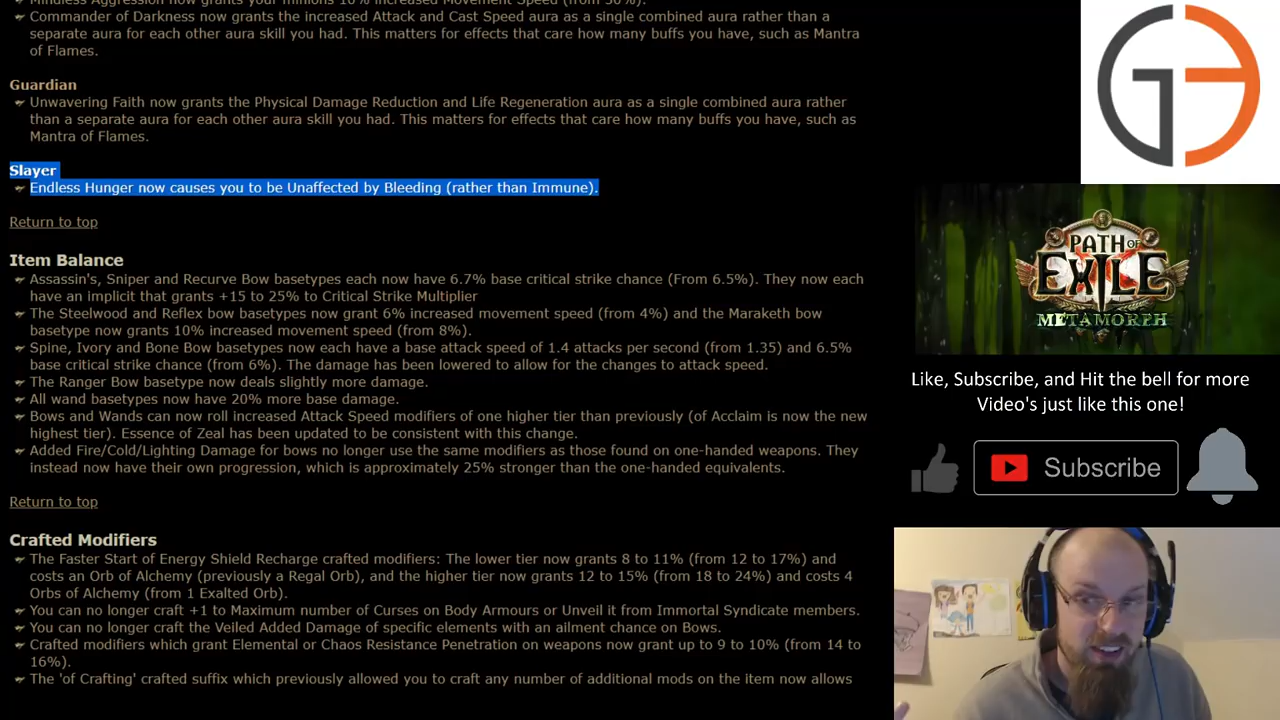 Mindless Aggression now grants your minions 10% increased Movement Speed (from 30%).
Commander of Darkness now grants the increased Attack and Cast Speed aura as a single combined aura rather than a
separate aura for each other aura skill you had. This matters for effects that care how many buffs you have, such as Mantra
of Flames.
Guardian
Unwavering Faith now grants the Physical Damage Reduction and Life Regeneration aura as a single combined aura rather
than a separate aura for each other aura skill you had. This matters for effects that care how many buffs you have, such as
Mantra of Flames.
Slayer
Endless Hunger now causes you to be Unaffected by Bleeding (rather than Immune).
Return to top
Item Balance
Assassin's, Sniper and Recurve Bow basetypes each now have 6.7% base critical strike chance (From 6.5%). They now each
have an implicit that grants +15 to 25% to Critical Strike Multiplier
The Steelwood and Reflex bow basetypes now grant 6% increased movement speed (from 4%) and the Maraketh bow
basetype now grants 10% increased movement speed (from 8%).
Spine, Ivory and Bone Bow basetypes now each have a base attack speed of 1.4 attacks per second (from 1.35) and 6.5%
base critical strike chance (from 6%). The damage has been lowered to allow for the changes to attack speed.
The Ranger Bow basetype now deals slightly more damage.
All wand basetypes now have 20% more base damage.
Bows and Wands can now roll increased Attack Speed modifiers of one higher tier than previously (of Acclaim is now the new
highest tier). Essence of Zeal has been updated to be consistent with this change.
Added Fire/Cold/Lighting Damage for bows no longer use the same modifiers as those found on one-handed weapons. They
instead now have their own progression, which is approximately 25% stronger than the one-handed equivalents.
Return to top
Crafted Modifiers
The Faster Start of Energy Shield Recharge crafted modifiers: The lower tier now grants 8 to 11% (from 12 to 17%) and
costs an Orb of Alchemy (previously a Regal Orb), and the higher tier now grants 12 to 15% (from 18 to 24%) and costs 4
Orbs of Alchemy (from 1 Exalted Orb).
You can no longer craft +1 to Maximum number of Curses on Body Armours or Unveil it from Immortal Syndicate members.
You can no longer craft the Veiled Added Damage of specific elements with an ailment chance on Bows.
Crafted modifiers which grant Elemental or Chaos Resistance Penetration on weapons now grant up to 9 to 10% (from 14 to
16%).
The 'of Crafting' crafted suffix which previously allowed you to craft any number of additional mods on the item now allows
PATH OF
EXILE
METAMORPH
Like, Subscribe, and Hit the bell for more
Video's just like this one!
Subscribe